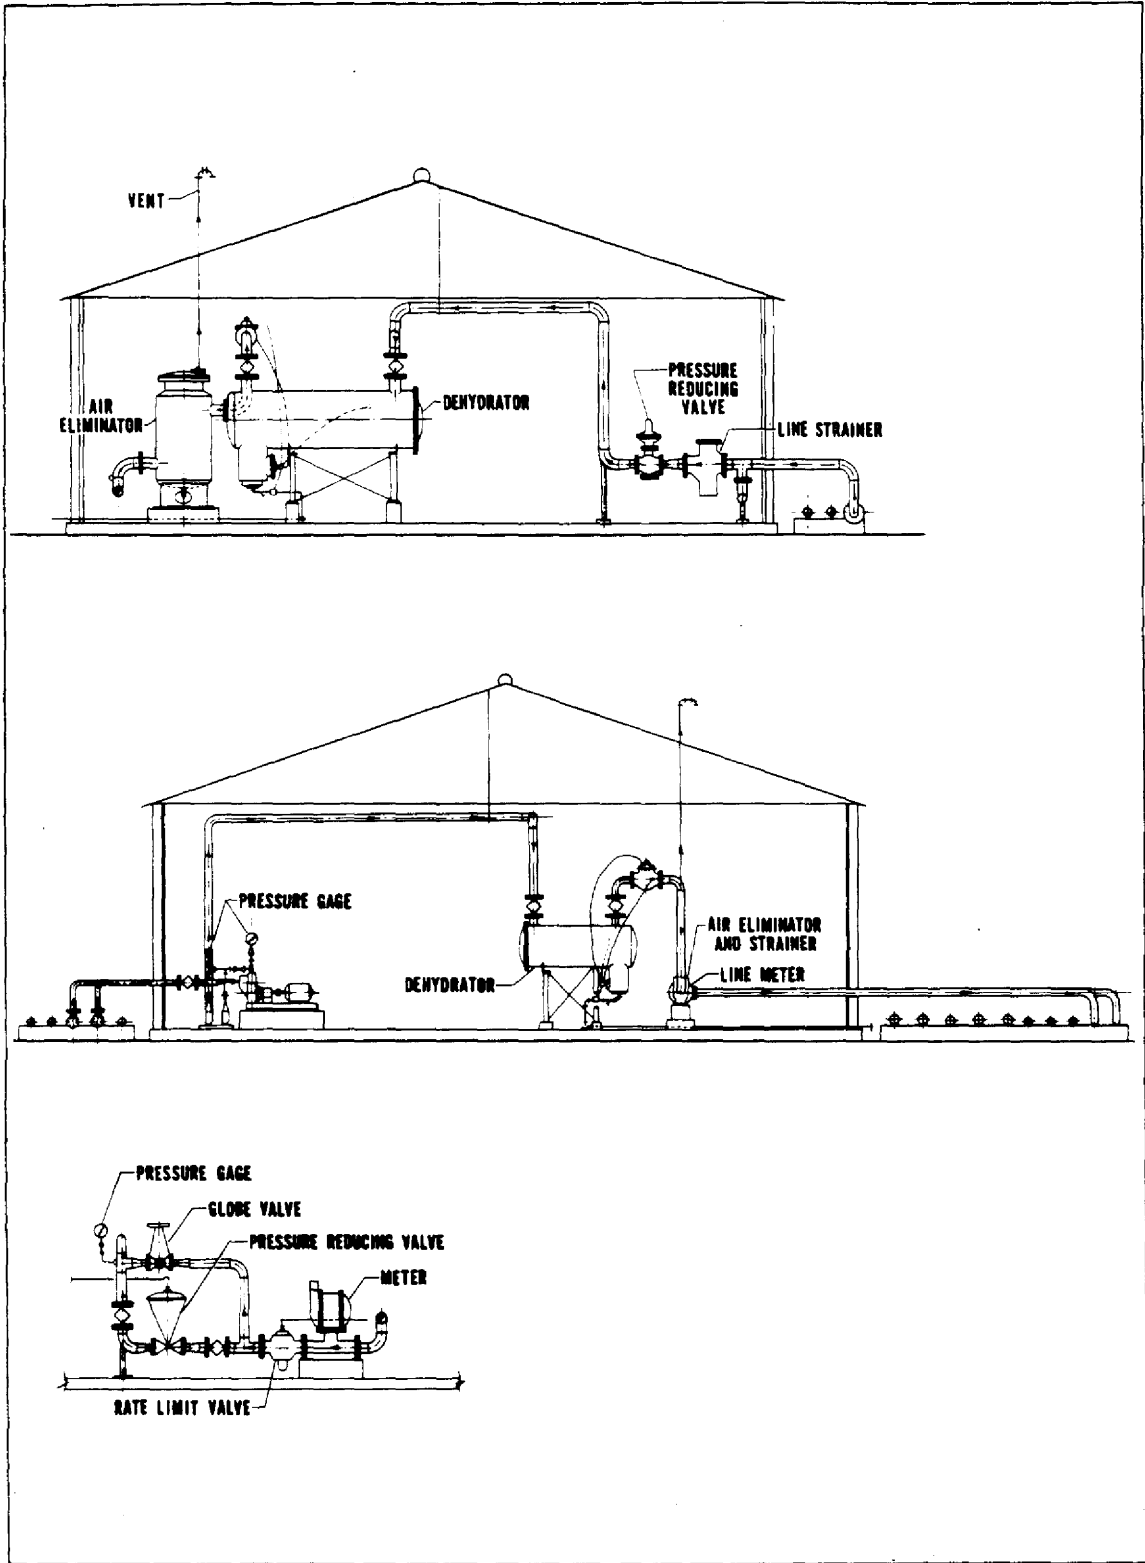 VENT
AIR
ELIMINATOR
DEHYDRATOR
PRESSURE
REDUCING
VALVE
LINE STRAINER
PRESSURE GAGE
DEHYDRATOR
AIR ELIMINATOR
AND STRAINER
LINE METER
PRESSURE GAGE
GLOBE VALVE
PRESSURE REDUCING VALVE
METER
RATE LIMIT VALVE